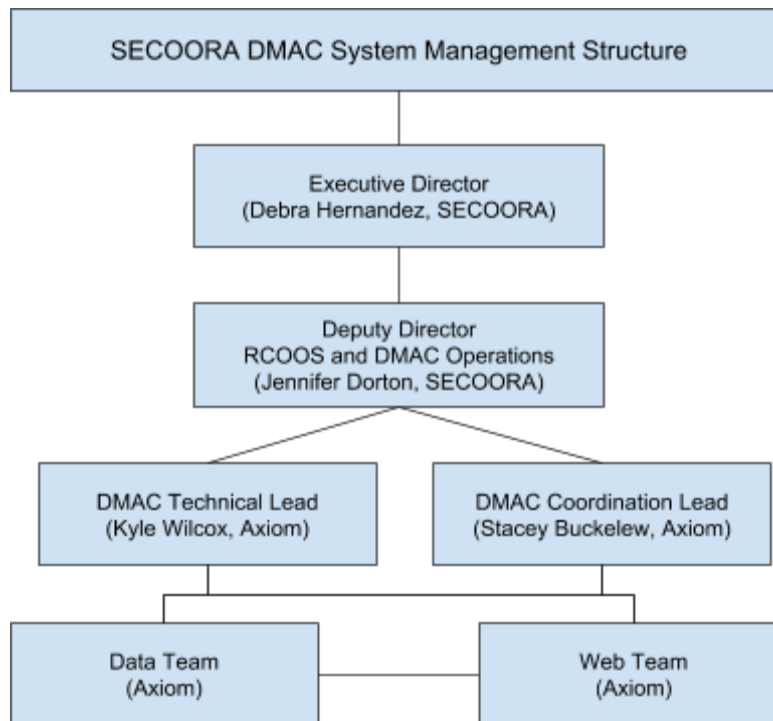 SECOORA DMAC System Management Structure
Executive Director
(Debra Hernandez, SECOORA)
Deputy Director
RCOOS and DMAC Operations
(Jennifer Dorton, SECOORA)
DMAC Technical Lead
(Kyle Wilcox, Axiom)
DMAC Coordination Lead
(Stacey Buckelew, Axiom)
Data Team
(Axiom)
Web Team
(Axiom)